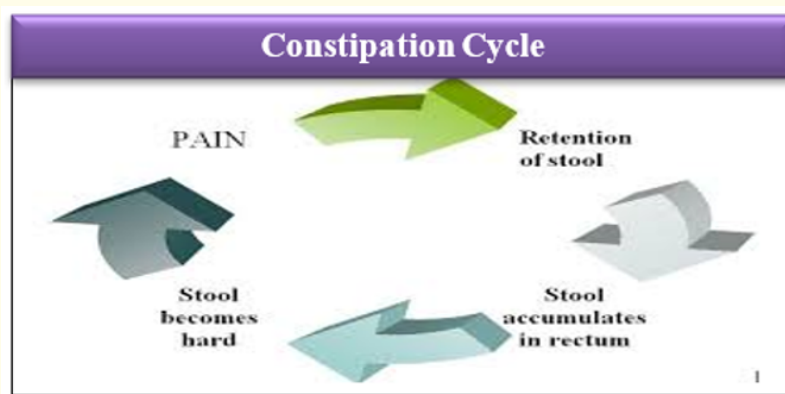 Constipation Cycle
PAIN
Retention
of stool
Stool
accumulates
in rectum
Stool
becomes
hard
1